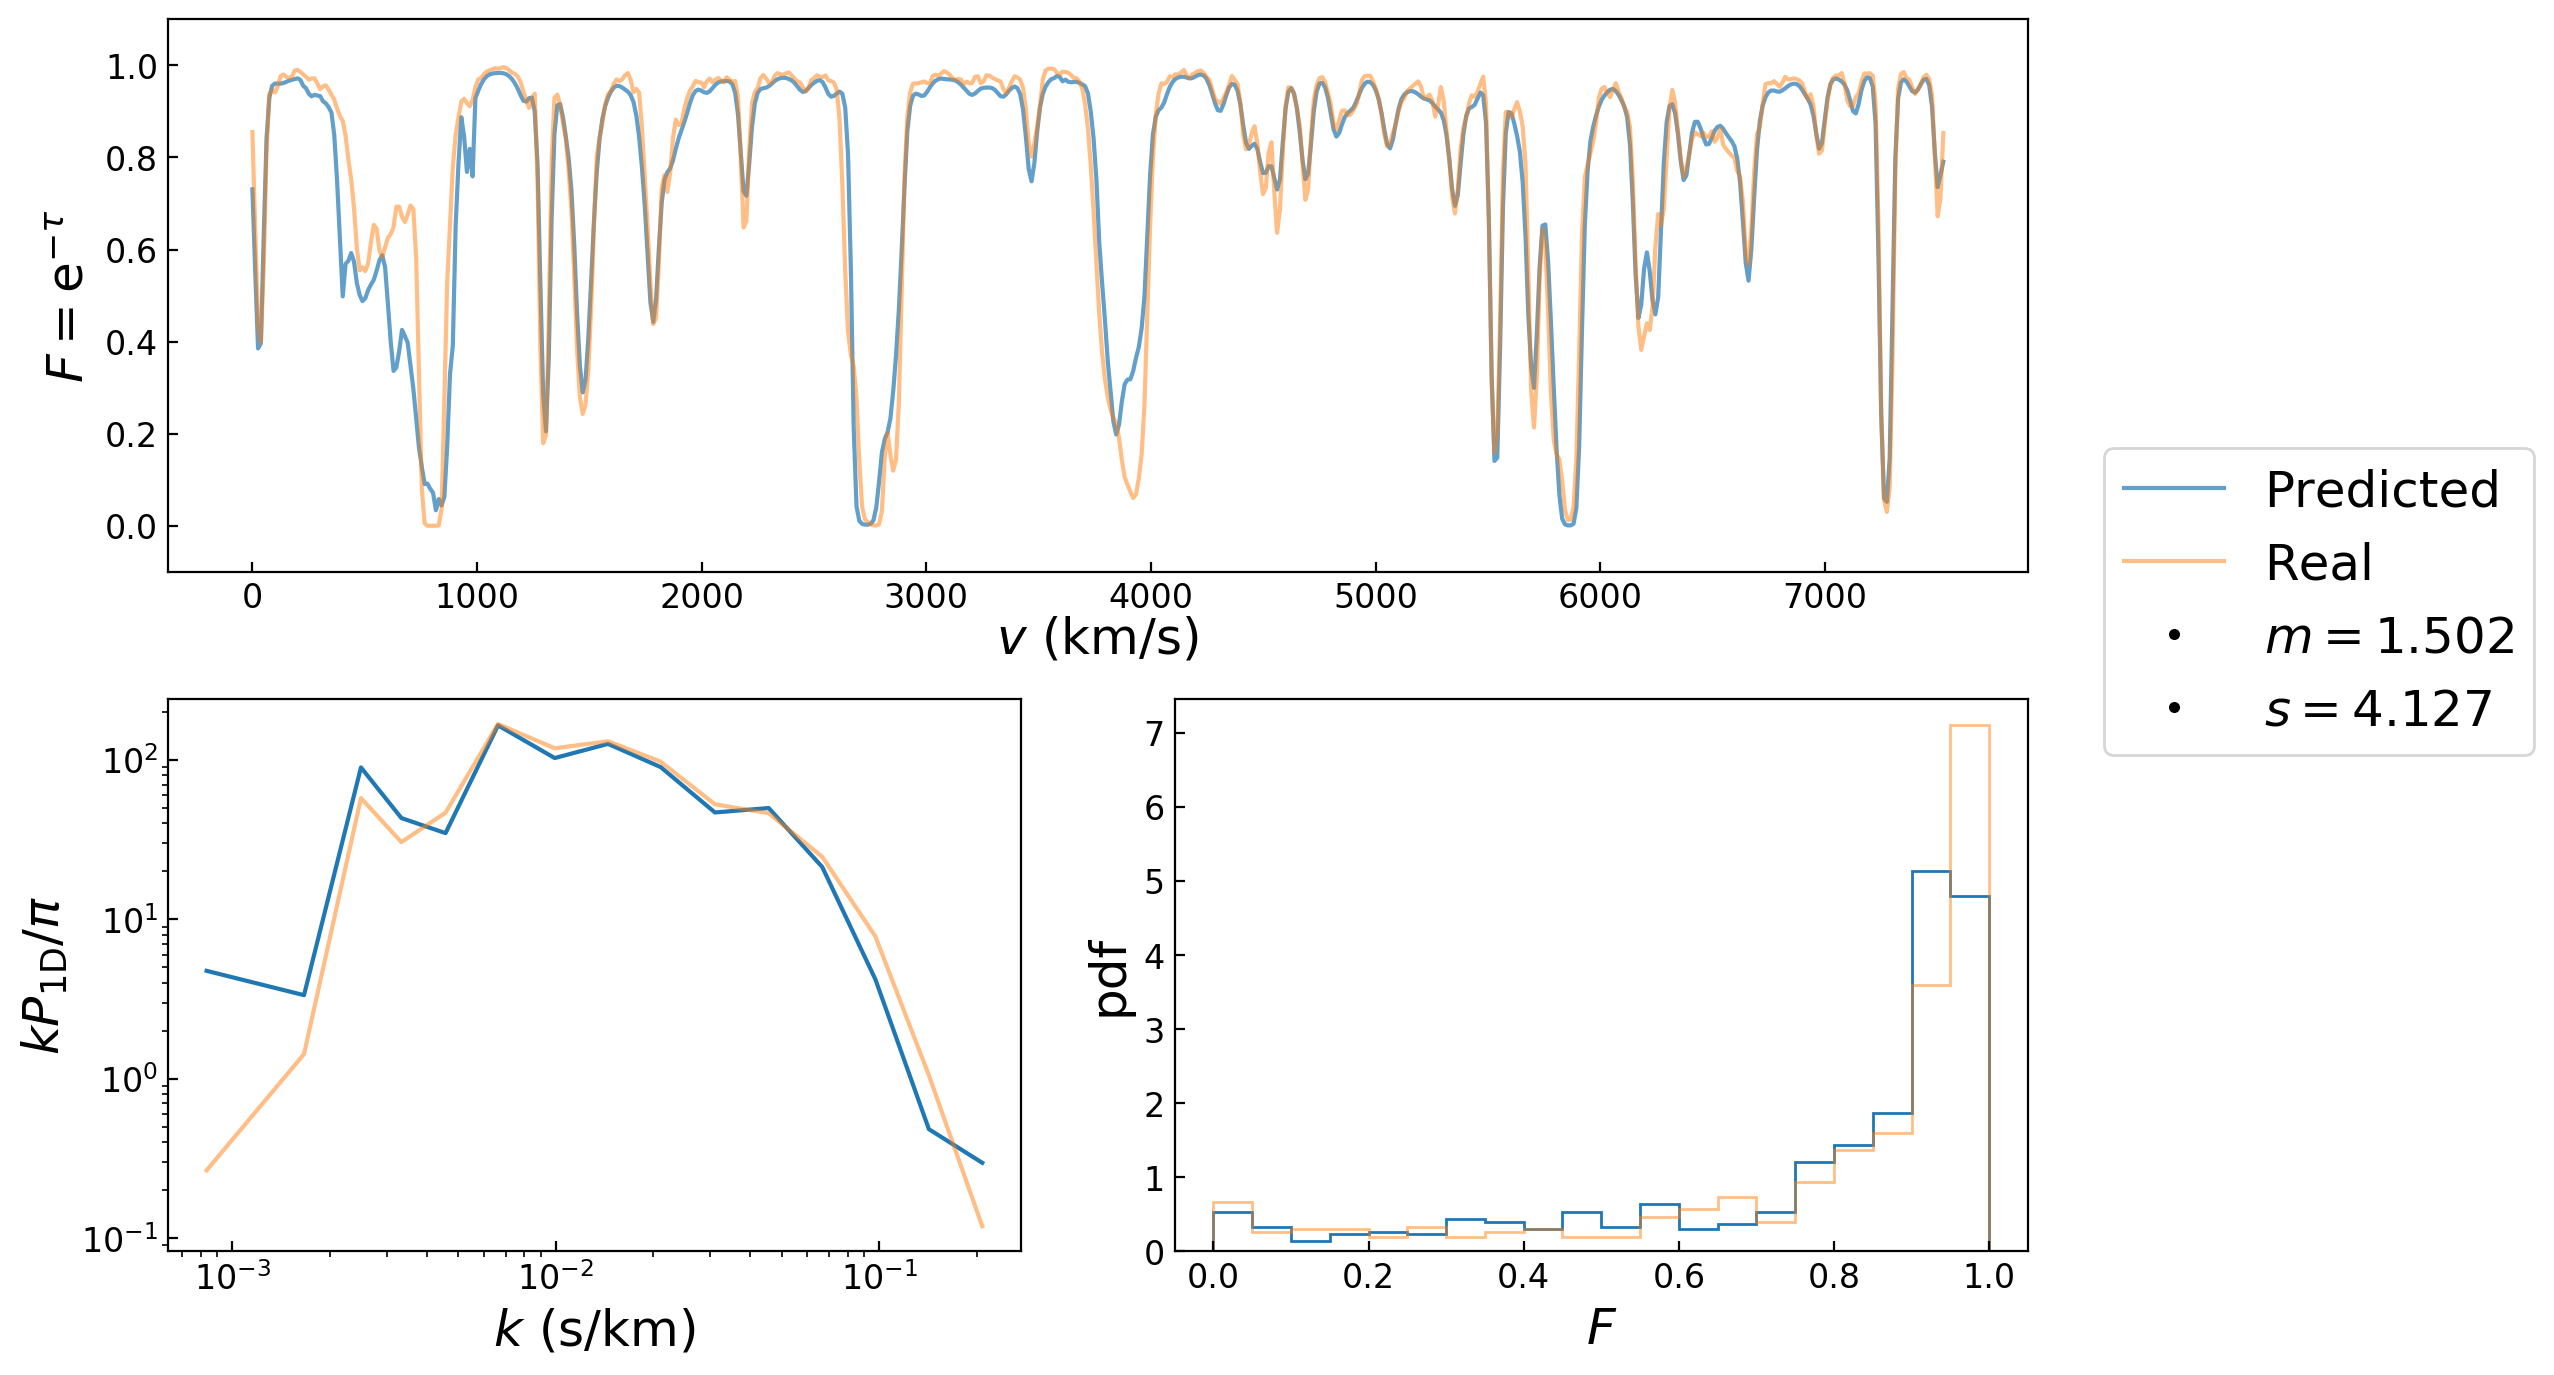 F = e^{−τ}
1.0
0.8
0.6
0.4
0.2
0.0
0 1000 2000 3000 4000 5000 6000 7000
v (km/s)
Predicted
Real
m = 1.502
s = 4.127
kP_{1D}/π
10^{2}
10^{1}
10^{0}
10^{−1}
10^{−3} 10^{−2} 10^{−1}
k (s/km)
pdf
7
6
5
4
3
2
1
0
0.0 0.2 0.4 0.6 0.8 1.0
F